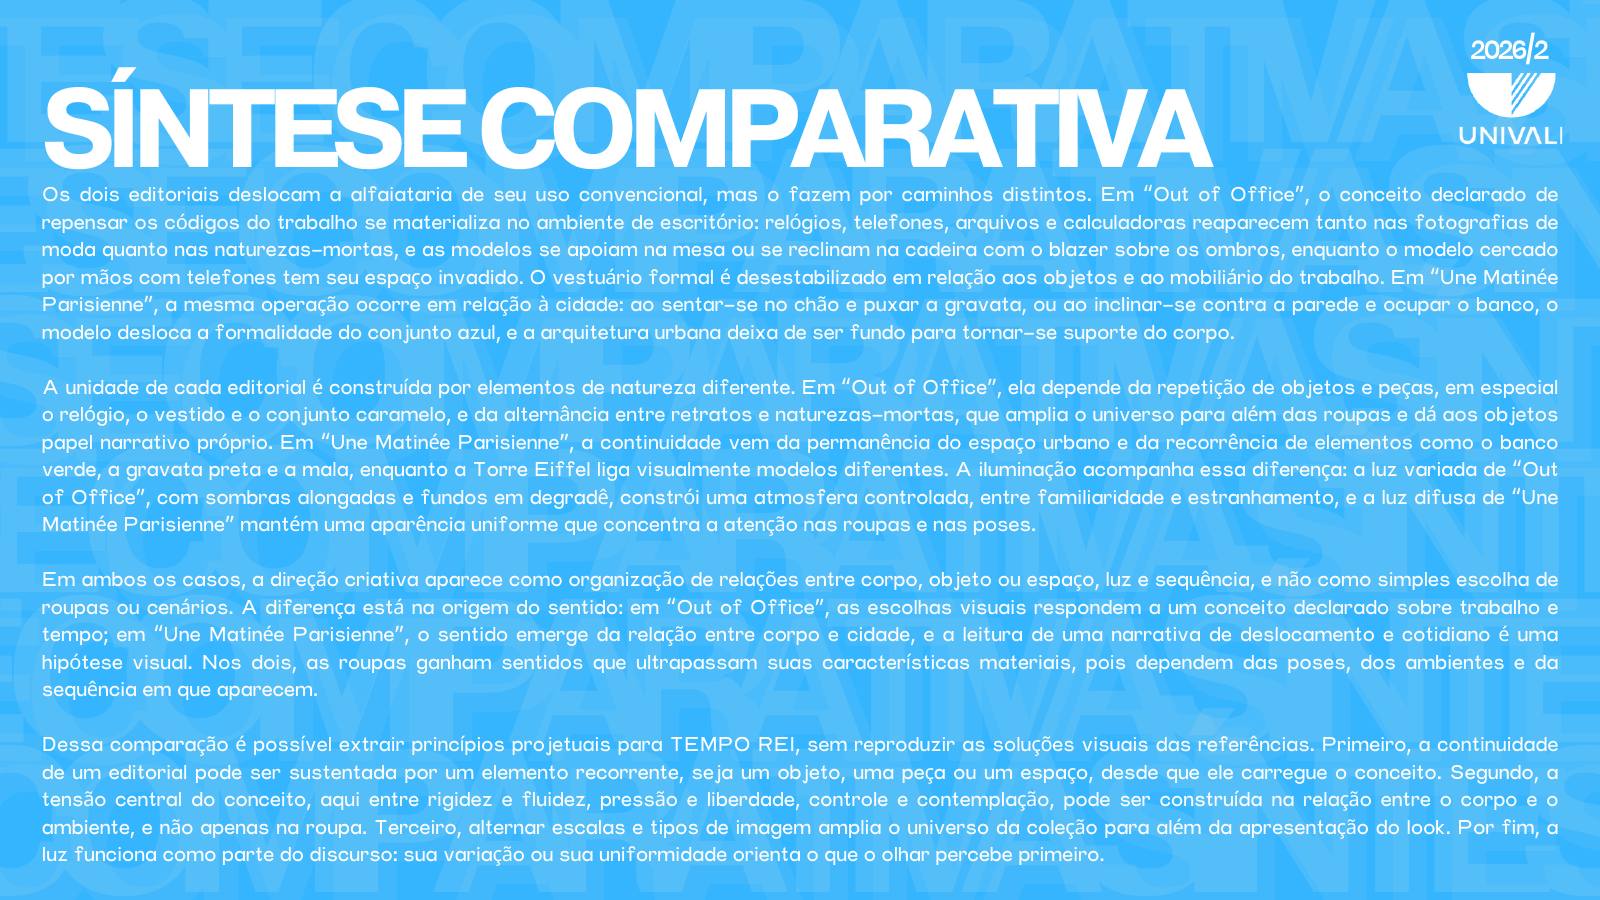 2026/2
UNIVALI
SÍNTESE COMPARATIVA
Os dois editoriais deslocam a alfaiataria de seu uso convencional, mas o fazem por caminhos distintos. Em “Out of Office”, o conceito declarado de
repensar os códigos do trabalho se materializa no ambiente de escritório: relógios, telefones, arquivos e calculadoras reaparecem tanto nas fotografias de
moda quanto nas naturezas-mortas, e as modelos se apoiam na mesa ou se reclinam na cadeira com o blazer sobre os ombros, enquanto o modelo cercado
por mãos com telefones tem seu espaço invadido. O vestuário formal é desestabilizado em relação aos objetos e ao mobiliário do trabalho. Em “Une Matinée
Parisienne”, a mesma operação ocorre em relação à cidade: ao sentar-se no chão e puxar a gravata, ou ao inclinar-se contra a parede e ocupar o banco, o
modelo desloca a formalidade do conjunto azul, e a arquitetura urbana deixa de ser fundo para tornar-se suporte do corpo.
A unidade de cada editorial é construída por elementos de natureza diferente. Em “Out of Office”, ela depende da repetição de objetos e peças, em especial
o relógio, o vestido e o conjunto caramelo, e da alternância entre retratos e naturezas-mortas, que amplia o universo para além das roupas e dá aos objetos
papel narrativo próprio. Em “Une Matinée Parisienne”, a continuidade vem da permanência do espaço urbano e da recorrência de elementos como o banco
verde, a gravata preta e a mala, enquanto a Torre Eiffel liga visualmente modelos diferentes. A iluminação acompanha essa diferença: a luz variada de “Out
of Office”, com sombras alongadas e fundos em degradê, constrói uma atmosfera controlada, entre familiaridade e estranhamento, e a luz difusa de “Une
Matinée Parisienne” mantém uma aparência uniforme que concentra a atenção nas roupas e nas poses.
Em ambos os casos, a direção criativa aparece como organização de relações entre corpo, objeto ou espaço, luz e sequência, e não como simples escolha de
roupas ou cenários. A diferença está na origem do sentido: em “Out of Office”, as escolhas visuais respondem a um conceito declarado sobre trabalho e
tempo; em “Une Matinée Parisienne”, o sentido emerge da relação entre corpo e cidade, e a leitura de uma narrativa de deslocamento e cotidiano é uma
hipótese visual. Nos dois, as roupas ganham sentidos que ultrapassam suas características materiais, pois dependem das poses, dos ambientes e da
sequência em que aparecem.
Dessa comparação é possível extrair princípios projetuais para TEMPO REI, sem reproduzir as soluções visuais das referências. Primeiro, a continuidade
de um editorial pode ser sustentada por um elemento recorrente, seja um objeto, uma peça ou um espaço, desde que ele carregue o conceito. Segundo, a
tensão central do conceito, aqui entre rigidez e fluidez, pressão e liberdade, controle e contemplação, pode ser construída na relação entre o corpo e o
ambiente, e não apenas na roupa. Terceiro, alternar escalas e tipos de imagem amplia o universo da coleção para além da apresentação do look. Por fim, a
luz funciona como parte do discurso: sua variação ou sua uniformidade orienta o que o olhar percebe primeiro.